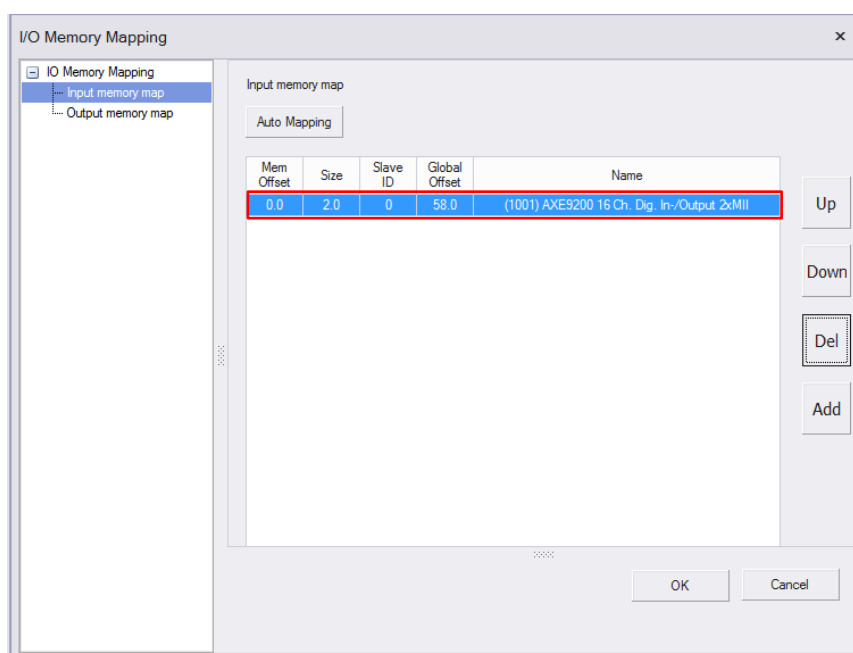 I/O Memory Mapping
IO Memory Mapping
Input memory map
Output memory map
Input memory map
Auto Mapping
Mem Offset Size Slave ID Global Offset Name
0.0 2.0 0 58.0 (1001) AXE9200 16 Ch. Dig. In-/Output 2xMII
Up
Down
Del
Add
OK Cancel